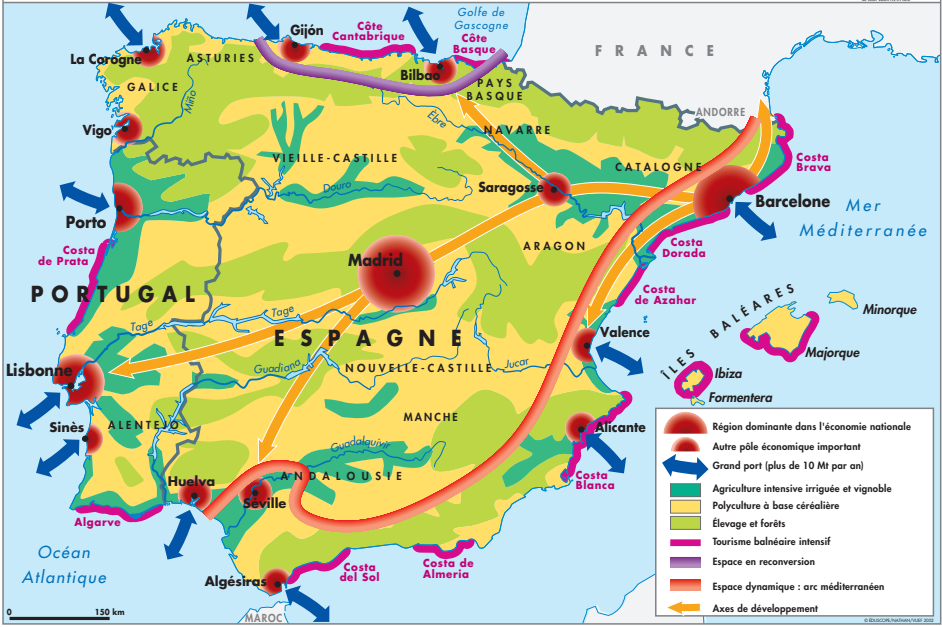 Golfe de
Gascogne
Gijón
Côte
Cantabrique
La Corogne
ASTURIES
Côte
Basque
FRANCE
Bilbao
GALICE
PAYS
BASQUE
Miño
ANDORRE
Èbre
Vigo
NAVARRE
VIEILLE-CASTILLE
CATALOGNE
Costa
Brava
Douro
Saragosse
Barcelone
Porto
Mer
Méditerranée
Costa
de Prata
ARAGON
Costa
Dorada
Madrid
PORTUGAL
Costa
de Azahar
ÎLES BALÉARES
Minorque
Tage
Tage
ESPAGNE
Valence
Majorque
Lisbonne
Guadiana
NOUVELLE-CASTILLE
Jucar
Ibiza
Formentera
Sinès
ALENTEJO
MANCHE
Alicante
Guadalquivir
Huelva
ANDALOUSIE
Costa
Blanca
Séville
Algarve
Océan
Atlantique
Algésiras
Costa
del Sol
Costa de
Almeria
MAROC
0 150 km
Région dominante dans l'économie nationale
Autre pôle économique important
Grand port (plus de 10 Mt par an)
Agriculture intensive irriguée et vignoble
Polyculture à base céréalière
Élevage et forêts
Tourisme balnéaire intensif
Espace en reconversion
Espace dynamique : arc méditerranéen
Axes de développement
© ÉDUSCOPE/NATHAN/VUEF 2002